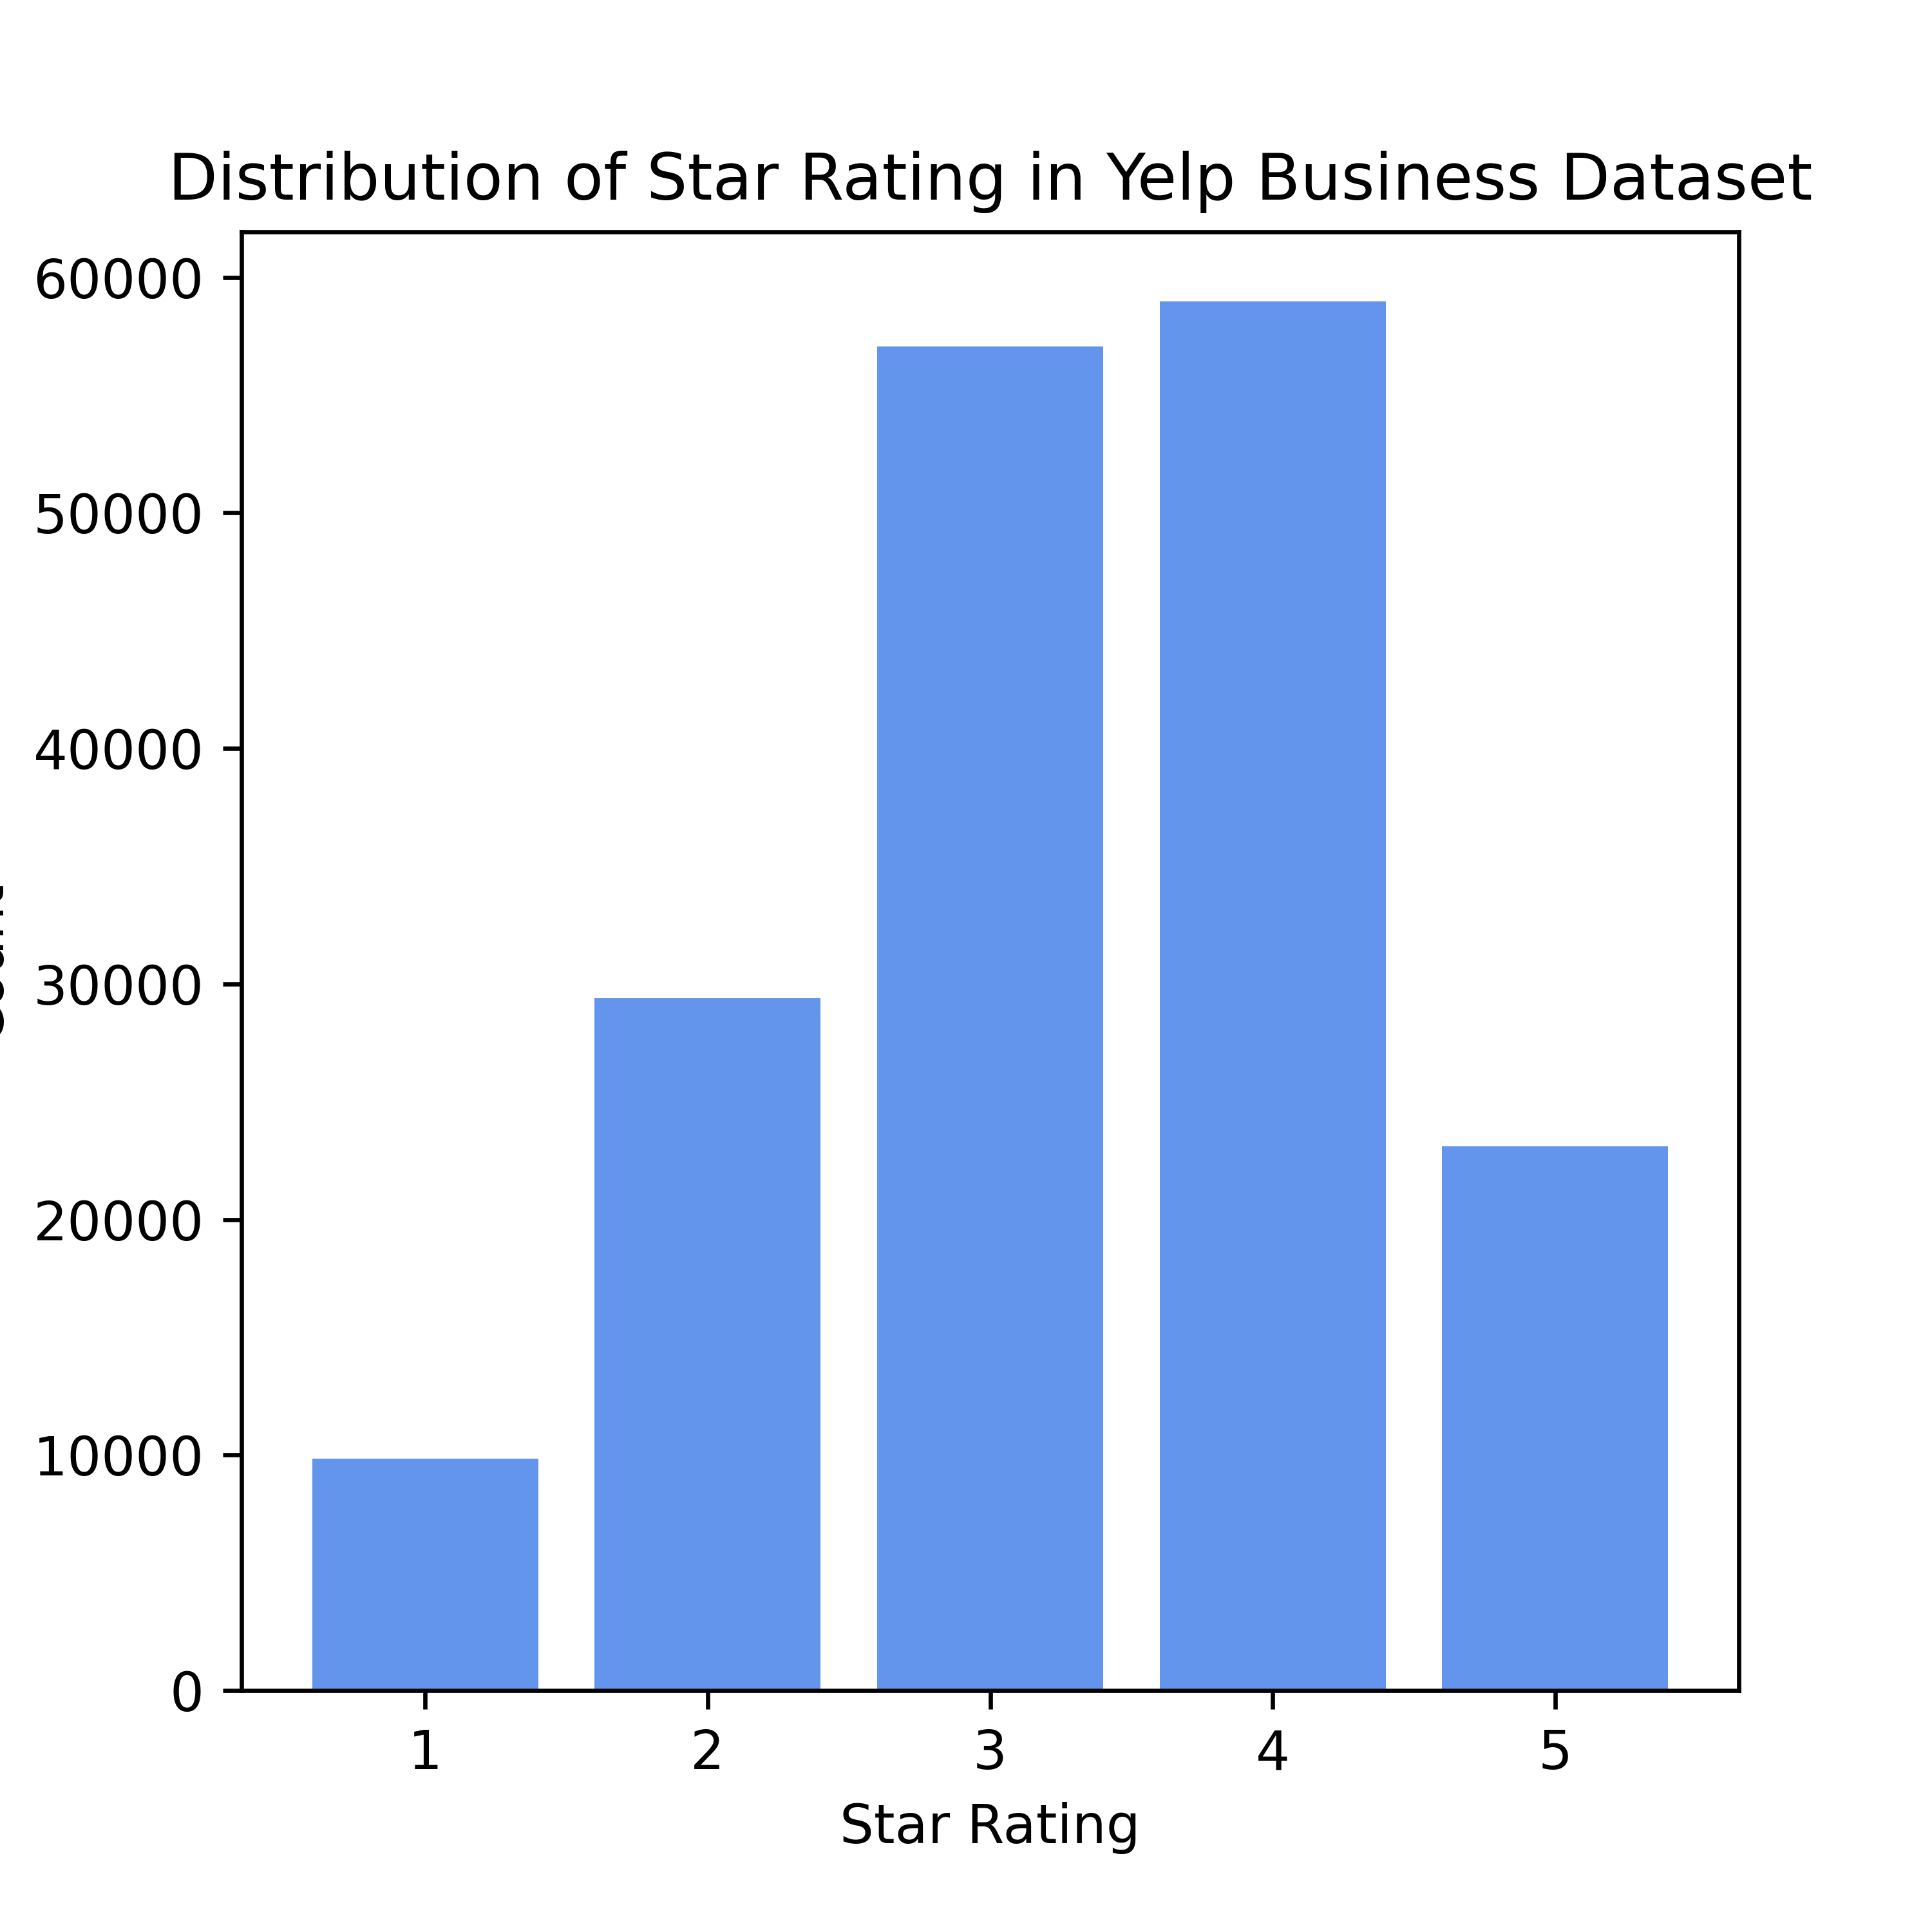 Distribution of Star Rating in Yelp Business Dataset
60000
50000
40000
30000
20000
10000
0
1 2 3 4 5
Star Rating